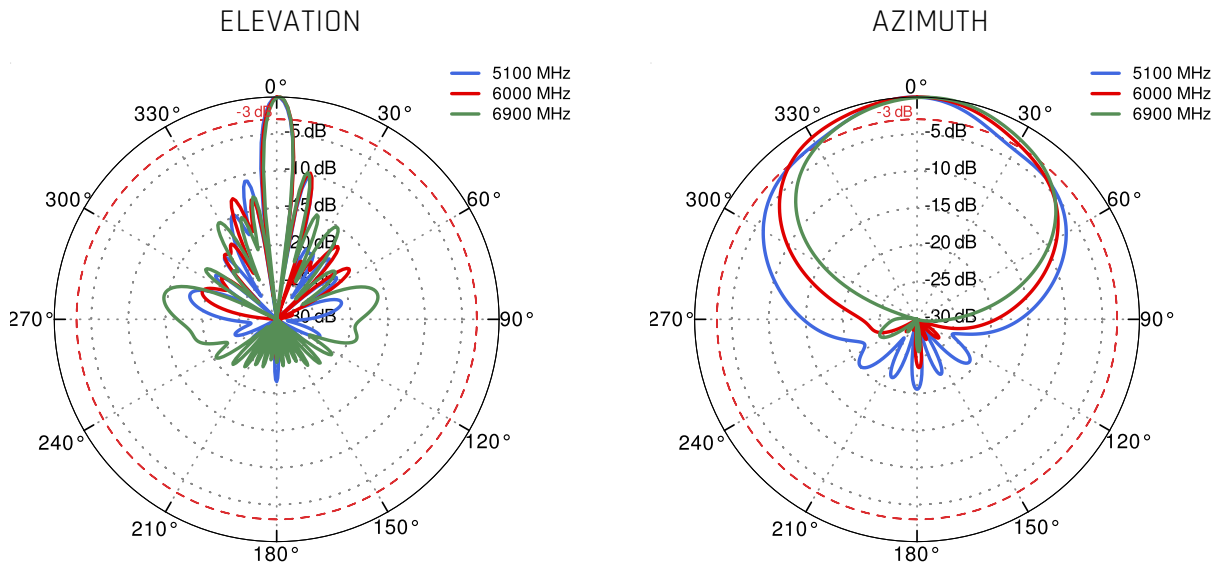 ELEVATION
5100 MHz
6000 MHz
6900 MHz
0°
-3 dB
330°
30°
-5 dB
-10 dB
300°
60°
-15 dB
-20 dB
-30 dB
270°
90°
240°
120°
210°
150°
180°
AZIMUTH
5100 MHz
6000 MHz
6900 MHz
0°
-3 dB
330°
30°
-5 dB
-10 dB
300°
60°
-15 dB
-20 dB
-25 dB
-30 dB
270°
90°
240°
120°
210°
150°
180°